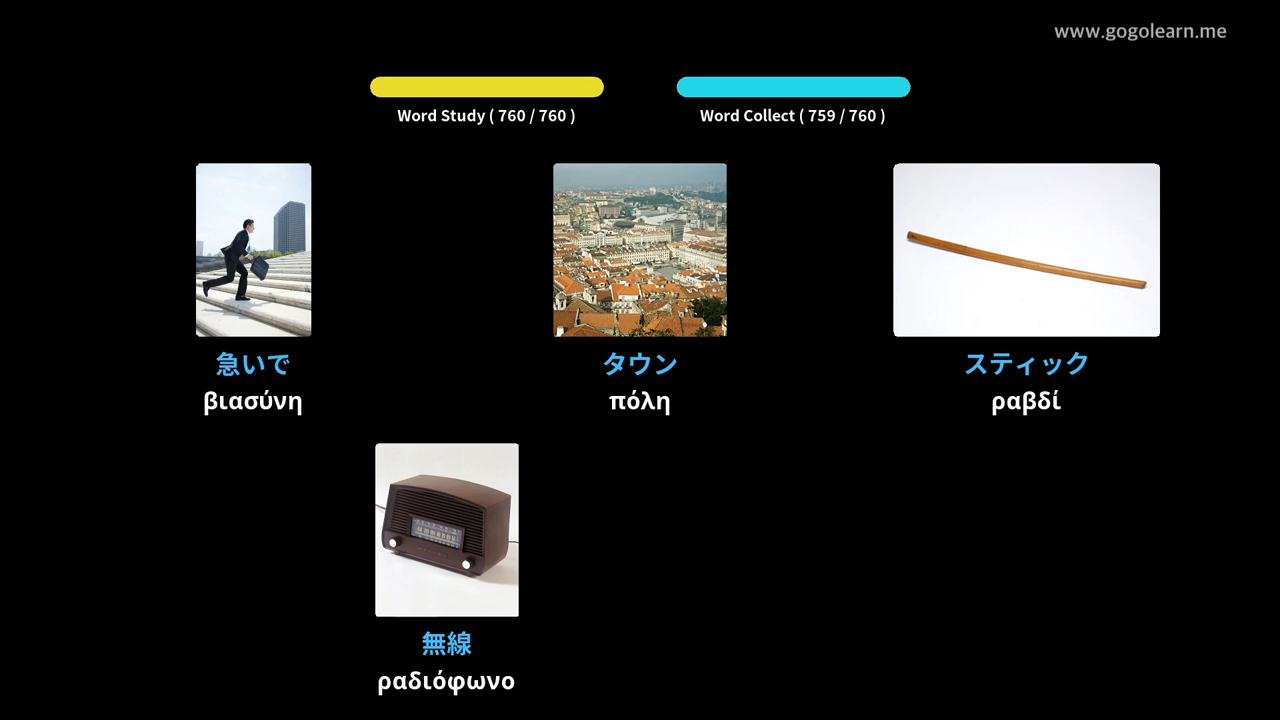 www.gogolearn.me
Word Study ( 760 / 760 )
Word Collect ( 759 / 760 )
急いで
βιασύνη
タウン
πόλη
スティック
ραβδί
無線
ραδιόφωνο